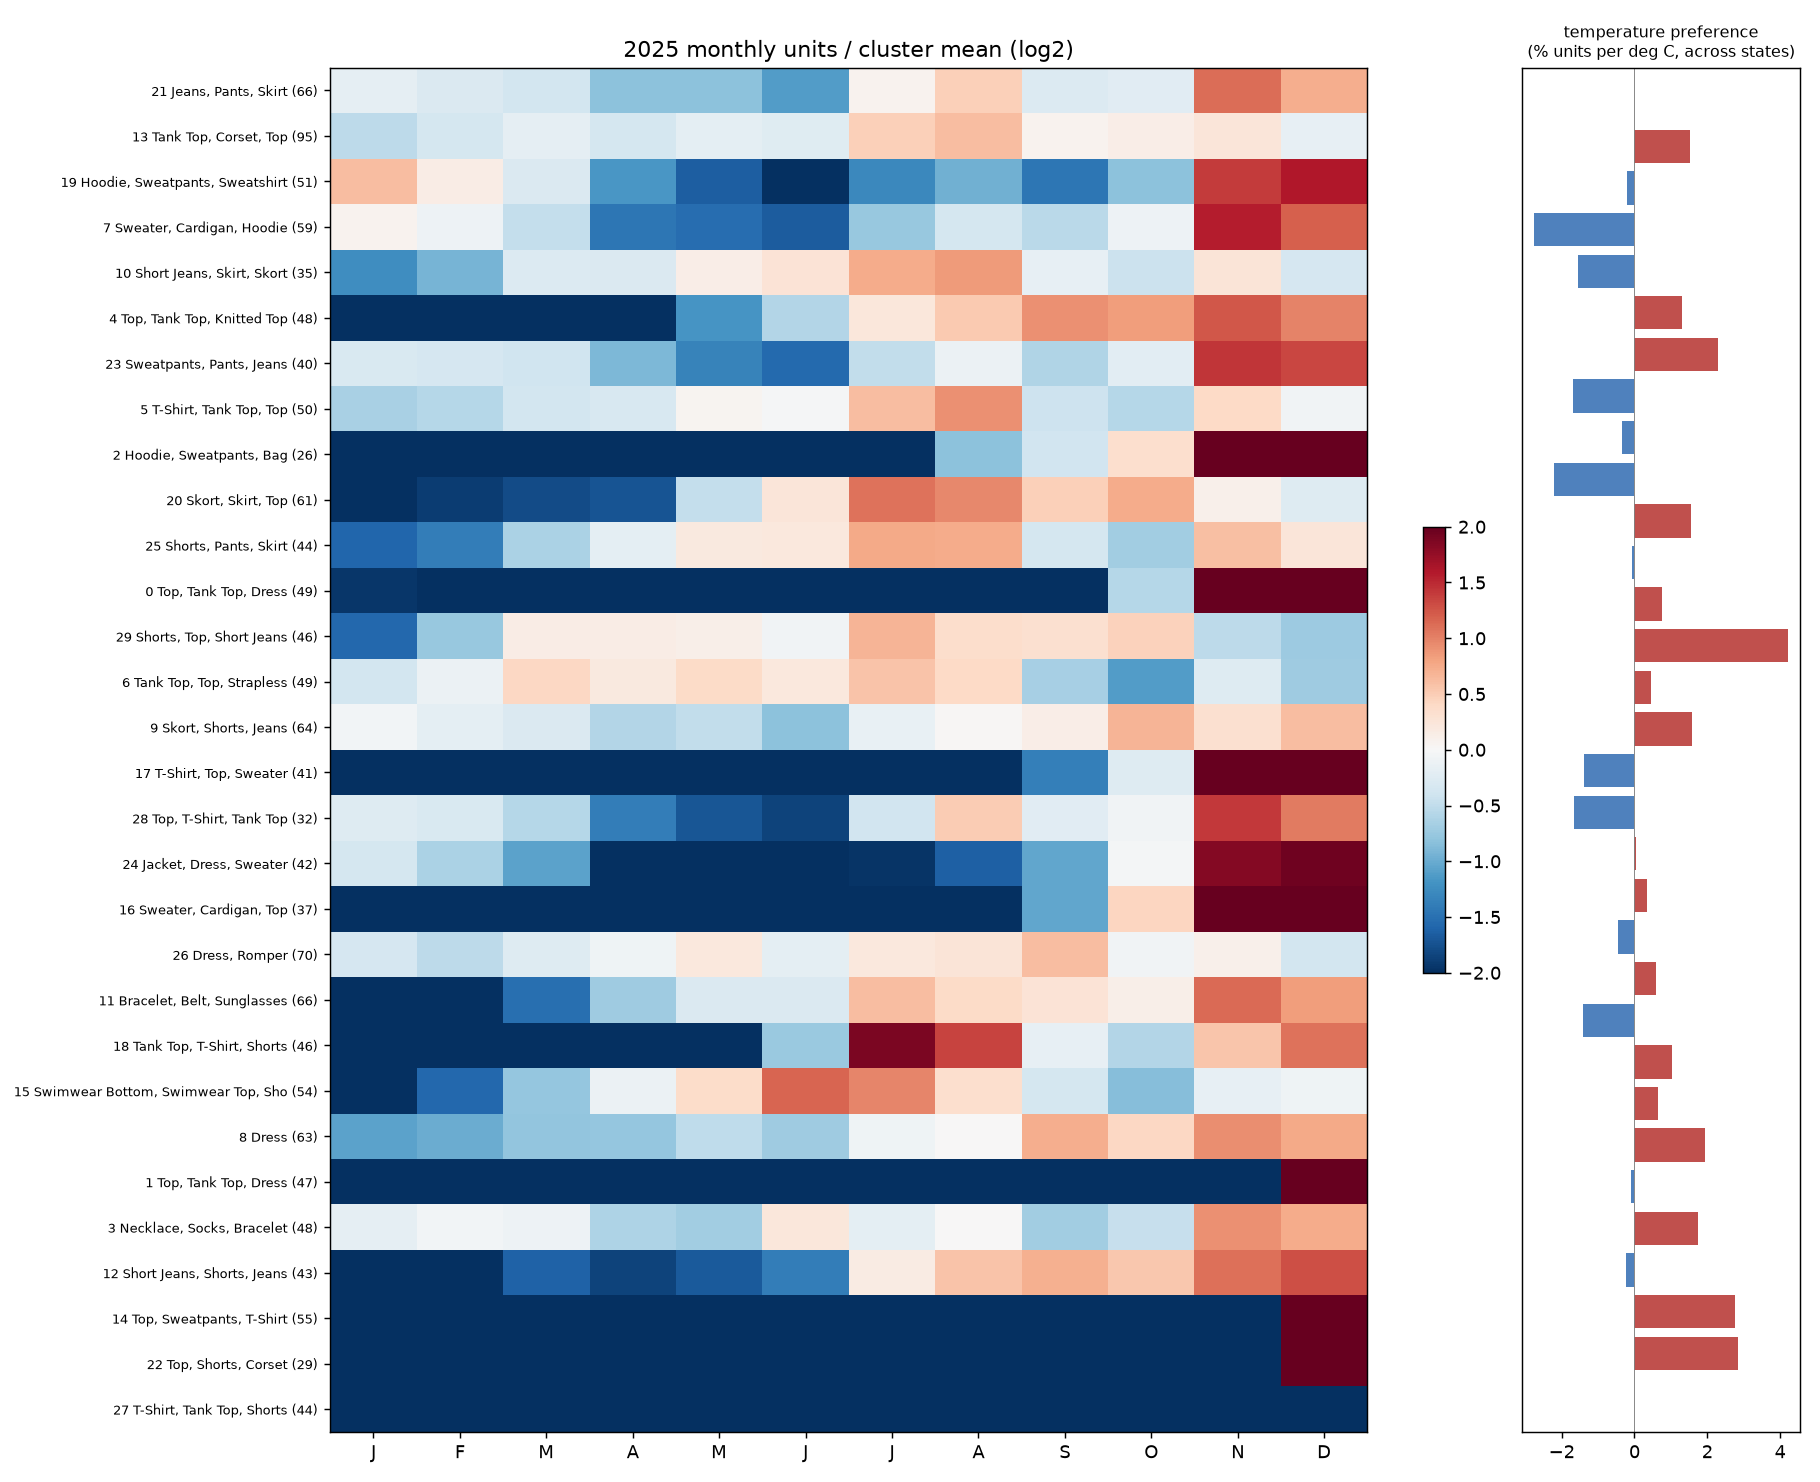 temperature preference
(% units per deg C, across states)
2025 monthly units / cluster mean (log2)
21 Jeans, Pants, Skirt (66)
13 Tank Top, Corset, Top (95)
19 Hoodie, Sweatpants, Sweatshirt (51)
7 Sweater, Cardigan, Hoodie (59)
10 Short Jeans, Skirt, Skort (35)
4 Top, Tank Top, Knitted Top (48)
23 Sweatpants, Pants, Jeans (40)
5 T-Shirt, Tank Top, Top (50)
2 Hoodie, Sweatpants, Bag (26)
20 Skort, Skirt, Top (61)
25 Shorts, Pants, Skirt (44)
0 Top, Tank Top, Dress (49)
29 Shorts, Top, Short Jeans (46)
6 Tank Top, Top, Strapless (49)
9 Skort, Shorts, Jeans (64)
17 T-Shirt, Top, Sweater (41)
28 Top, T-Shirt, Tank Top (32)
24 Jacket, Dress, Sweater (42)
16 Sweater, Cardigan, Top (37)
26 Dress, Romper (70)
11 Bracelet, Belt, Sunglasses (66)
18 Tank Top, T-Shirt, Shorts (46)
15 Swimwear Bottom, Swimwear Top, Sho (54)
8 Dress (63)
1 Top, Tank Top, Dress (47)
3 Necklace, Socks, Bracelet (48)
12 Short Jeans, Shorts, Jeans (43)
14 Top, Sweatpants, T-Shirt (55)
22 Top, Shorts, Corset (29)
27 T-Shirt, Tank Top, Shorts (44)
J F M A M J J A S O N D
2.0
1.5
1.0
0.5
0.0
−0.5
−1.0
−1.5
−2.0
−2 0 2 4